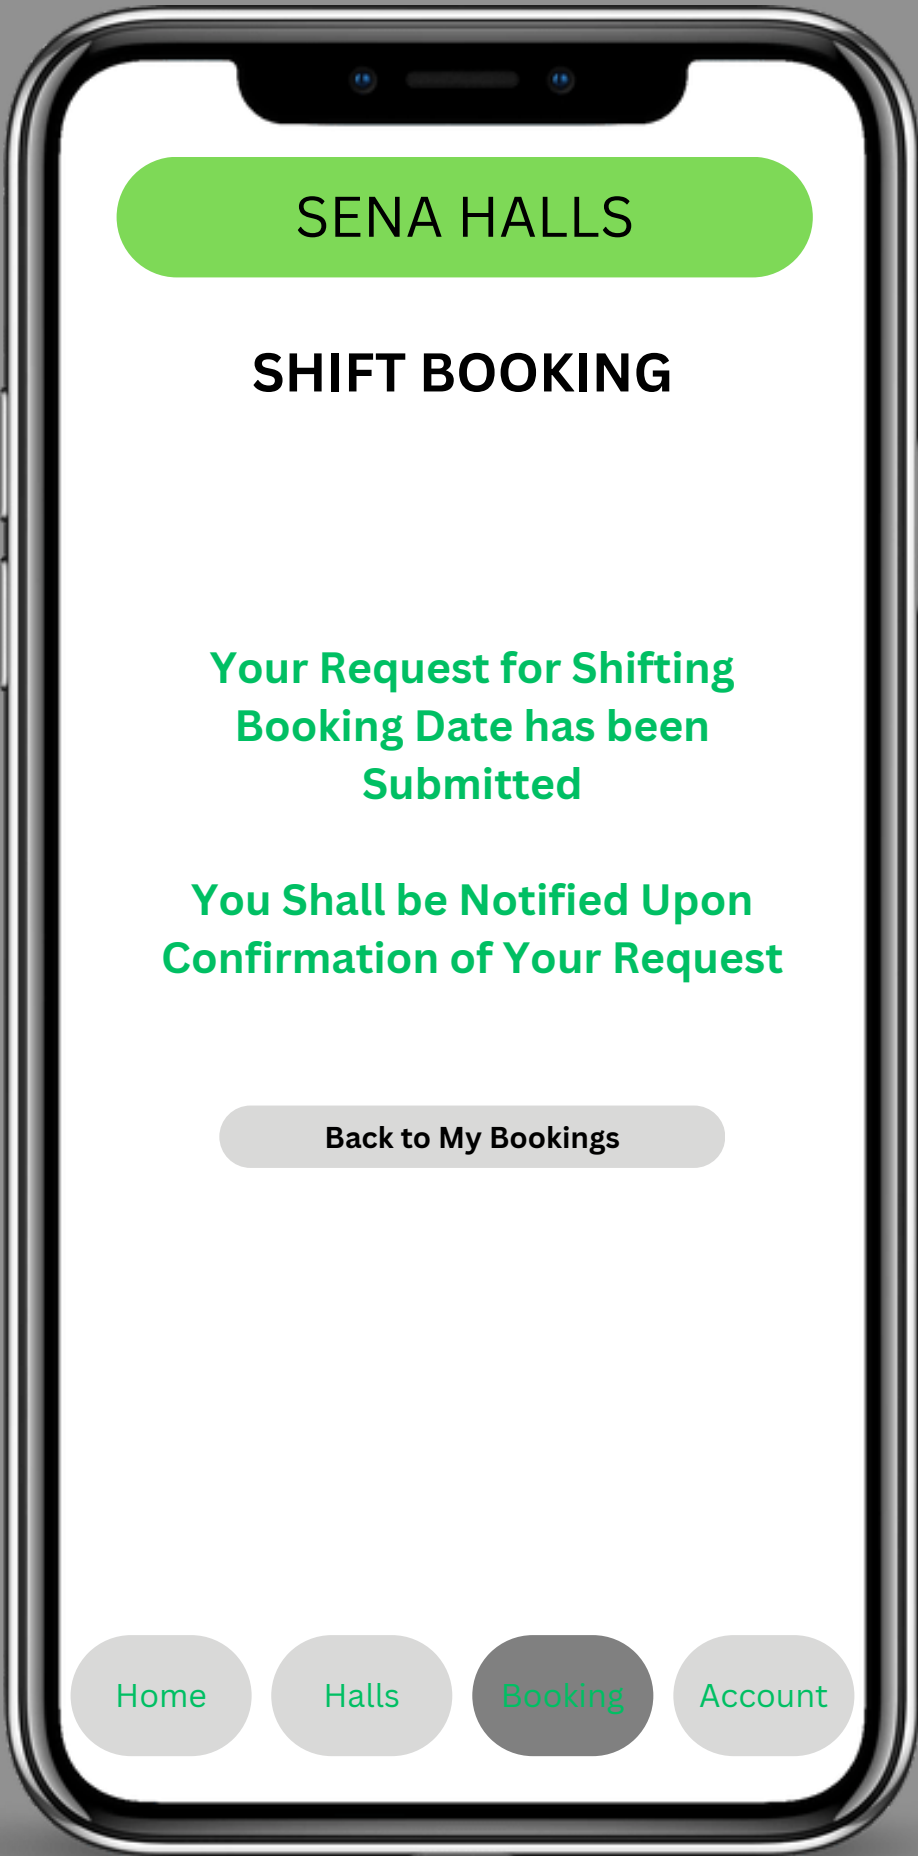 SENA HALLS
SHIFT BOOKING
Your Request for Shifting
Booking Date has been
Submitted
You Shall be Notified Upon
Confirmation of Your Request
Back to My Bookings
Home
Halls
Booking
Account